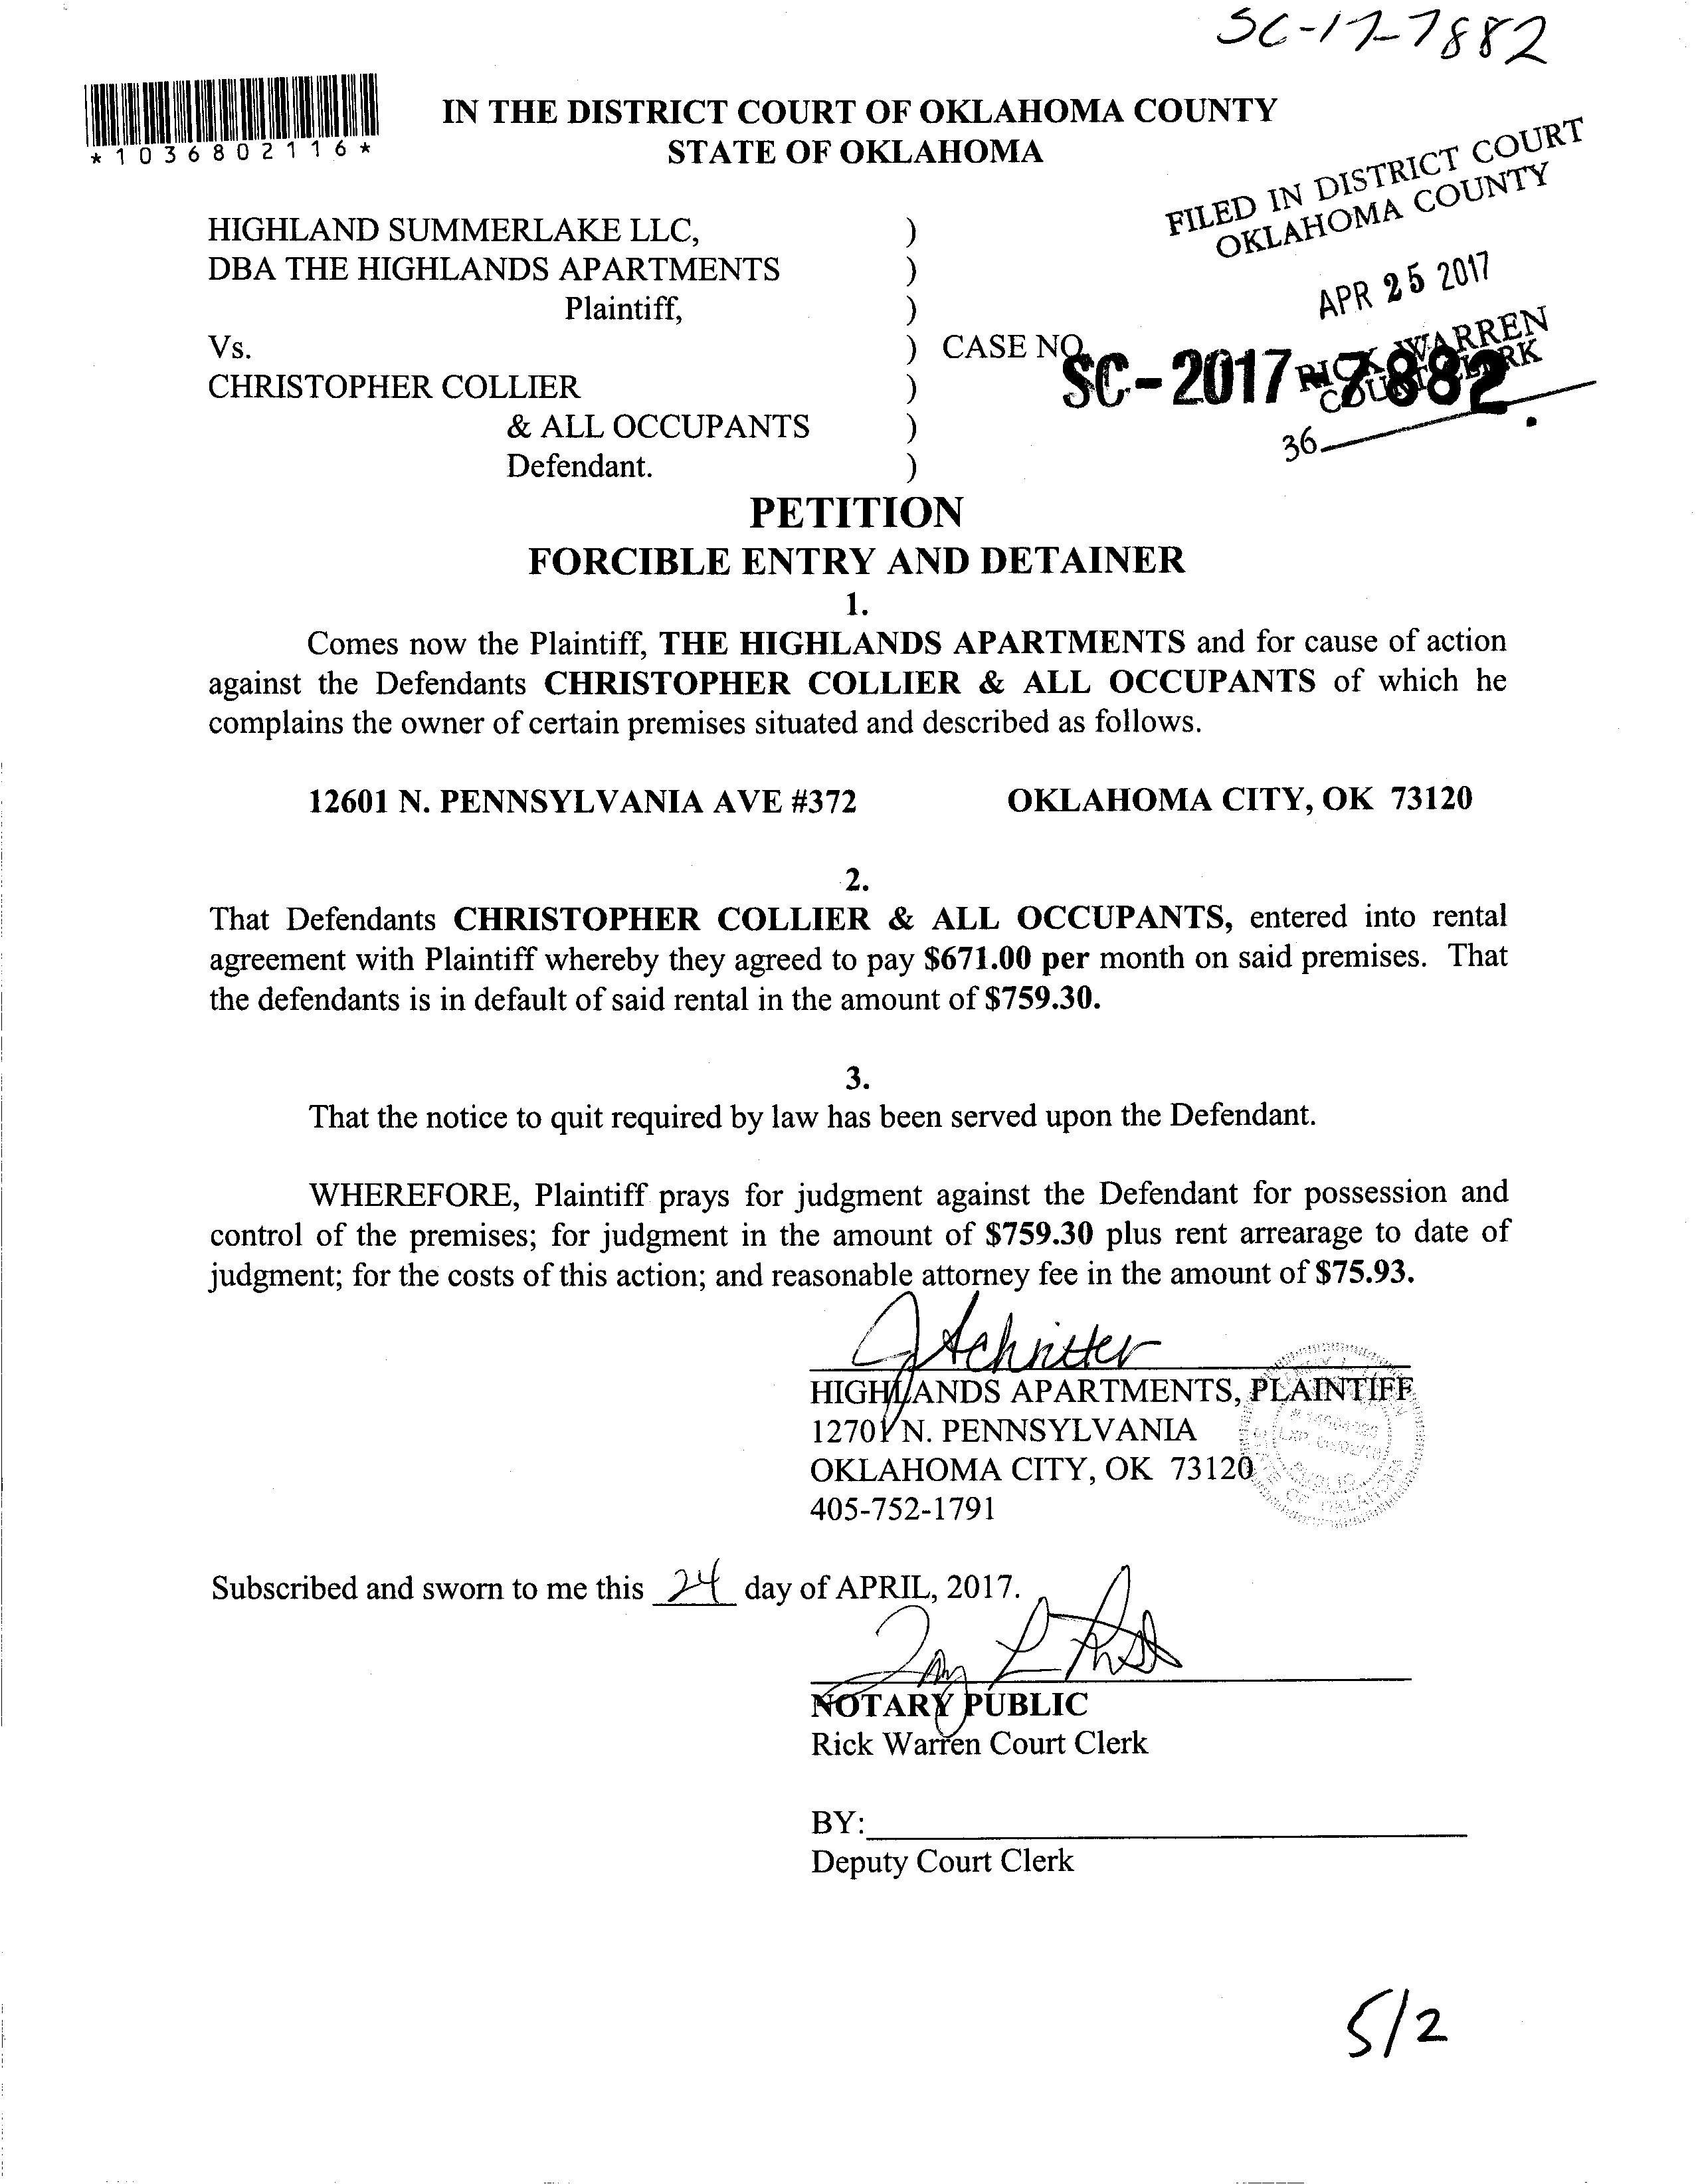 SC-17-7882
*1036802116*
IN THE DISTRICT COURT OF OKLAHOMA COUNTY
STATE OF OKLAHOMA
FILED IN DISTRICT COURT
OKLAHOMA COUNTY
APR 25 2017
RICK WARREN
COUNTY CLERK
36
HIGHLAND SUMMERLAKE LLC, )
DBA THE HIGHLANDS APARTMENTS )
Plaintiff, )
Vs. ) CASE NO.
SC-2017-7882.
CHRISTOPHER COLLIER )
& ALL OCCUPANTS )
Defendant. )
PETITION
FORCIBLE ENTRY AND DETAINER
1.
Comes now the Plaintiff, THE HIGHLANDS APARTMENTS and for cause of action
against the Defendants CHRISTOPHER COLLIER & ALL OCCUPANTS of which he
complains the owner of certain premises situated and described as follows.
12601 N. PENNSYLVANIA AVE #372 OKLAHOMA CITY, OK 73120
2.
That Defendants CHRISTOPHER COLLIER & ALL OCCUPANTS, entered into rental
agreement with Plaintiff whereby they agreed to pay $671.00 per month on said premises. That
the defendants is in default of said rental in the amount of $759.30.
3.
That the notice to quit required by law has been served upon the Defendant.
WHEREFORE, Plaintiff prays for judgment against the Defendant for possession and
control of the premises; for judgment in the amount of $759.30 plus rent arrearage to date of
judgment; for the costs of this action; and reasonable attorney fee in the amount of $75.93.
HIGHLANDS APARTMENTS, PLAINTIFF
12701 N. PENNSYLVANIA
OKLAHOMA CITY, OK 73120
405-752-1791
PUBLIC
OF OKLAHOMA
Subscribed and sworn to me this 24 day of APRIL, 2017.
NOTARY PUBLIC
Rick Warren Court Clerk
BY:
Deputy Court Clerk
5/2